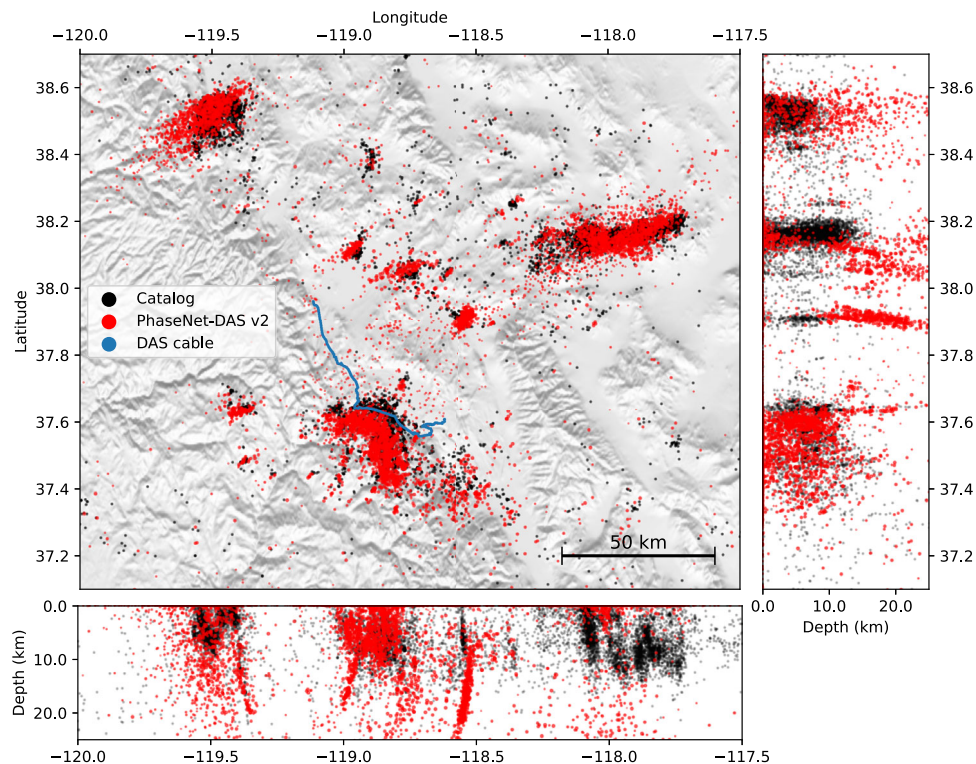 Longitude
−120.0 −119.5 −119.0 −118.5 −118.0 −117.5
38.6 38.6
38.4 38.4
38.2 38.2
38.0 38.0
Latitude
Catalog
PhaseNet-DAS v2
DAS cable
37.8 37.8
37.6 37.6
37.4 37.4
50 km
37.2 37.2
0.0 10.0 20.0
Depth (km)
0.0
10.0
20.0
Depth (km)
−120.0 −119.5 −119.0 −118.5 −118.0 −117.5